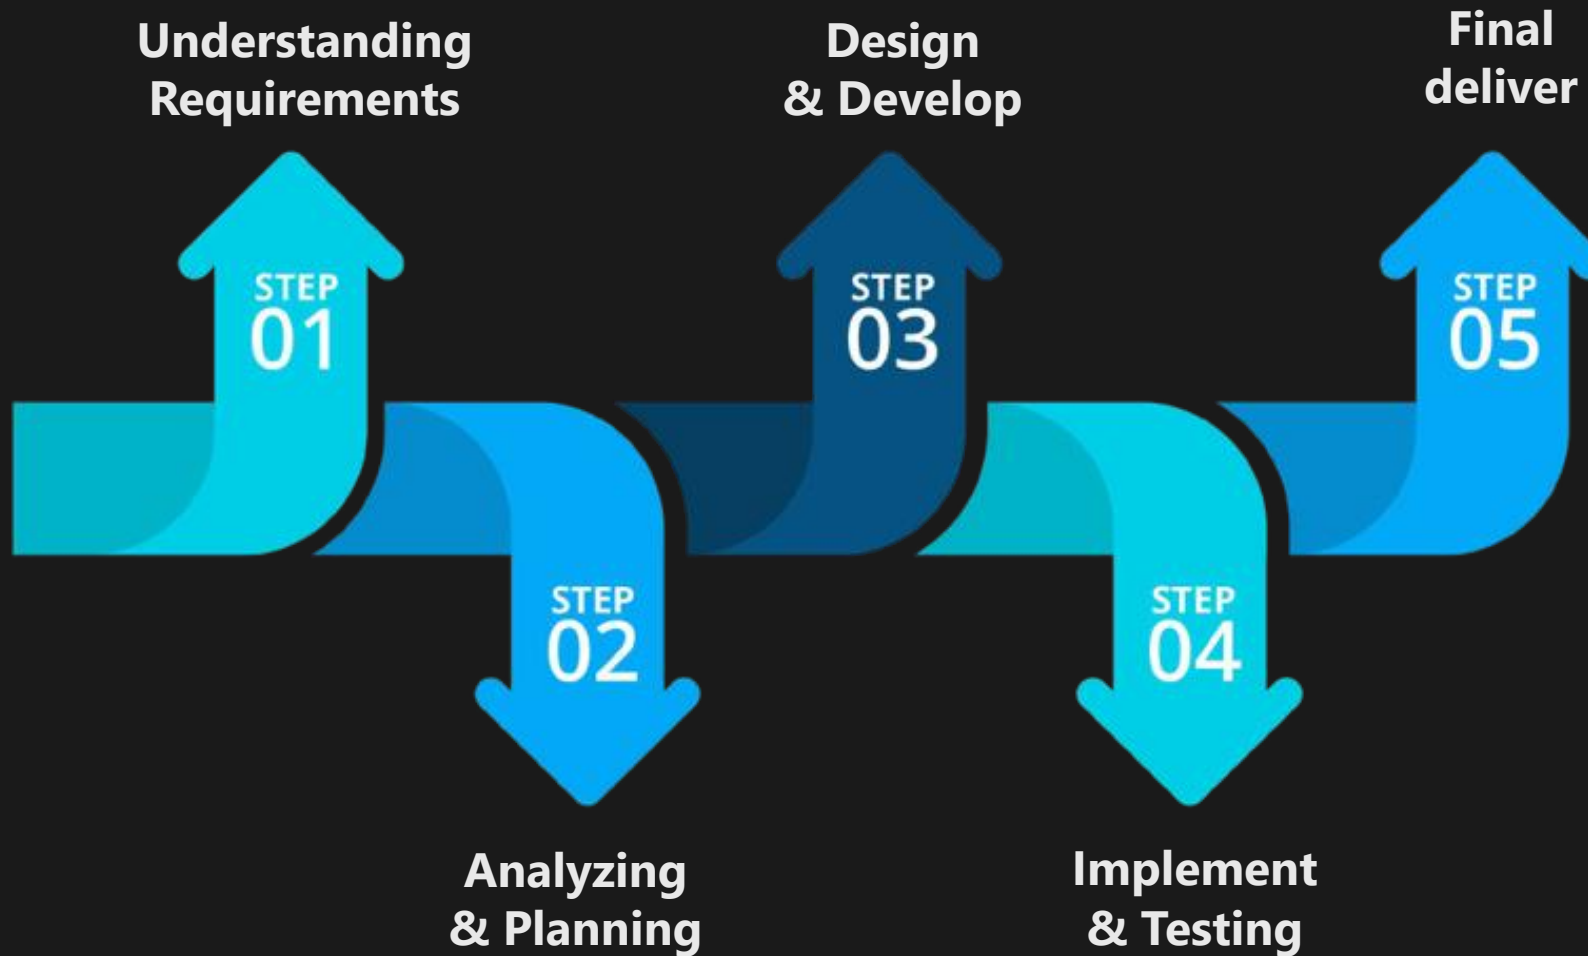 Understanding
Requirements
STEP
01
Analyzing
& Planning
STEP
02
Design
& Develop
STEP
03
Implement
& Testing
STEP
04
Final
deliver
STEP
05